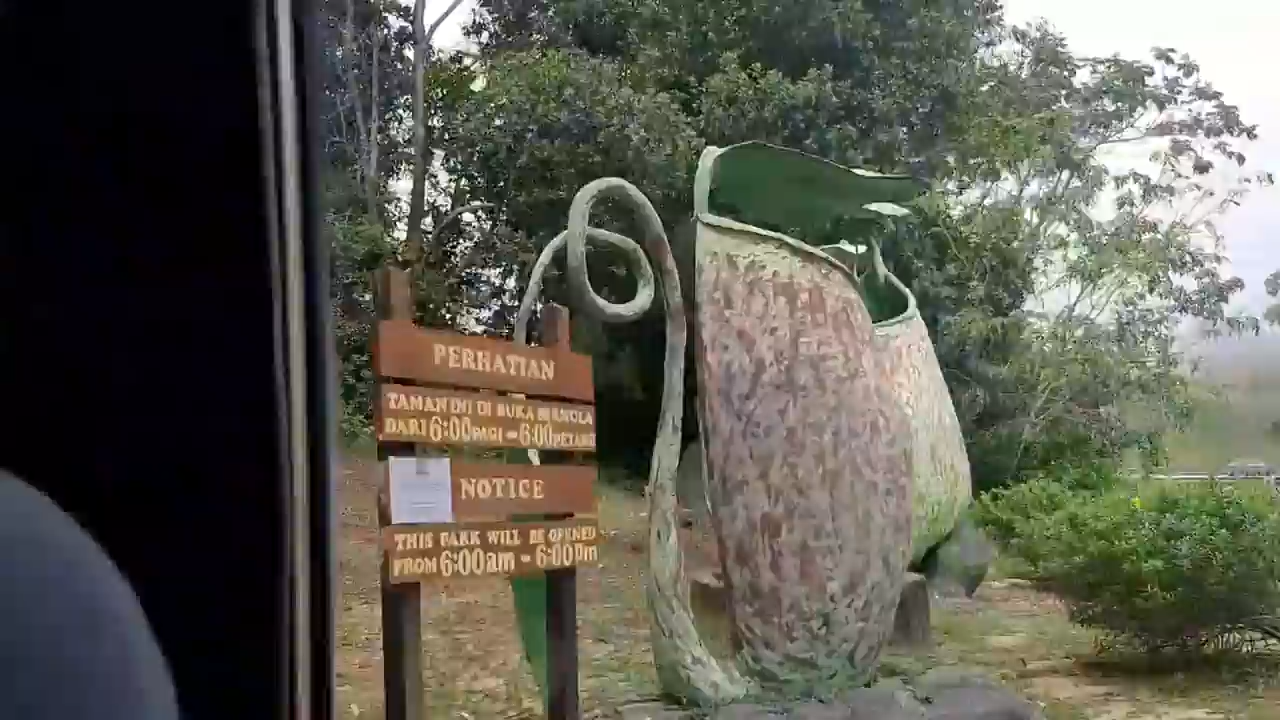 PERHATIAN
TAMAN INI DI BUKA BERMULA
DARI 6:00 PAGI - 6:00 PETANG
NOTICE
THIS PARK WILL BE OPENED
FROM 6:00am - 6:00pm